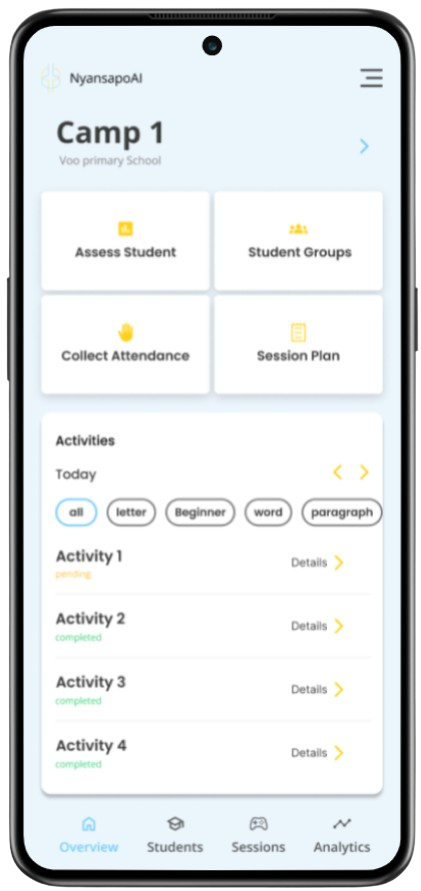 NyansapoAI
Camp 1
Voo primary School
Assess Student
Student Groups
Collect Attendance
Session Plan
Activities
Today
all letter Beginner word paragraph
Activity 1
pending
Details
Activity 2
completed
Details
Activity 3
completed
Details
Activity 4
completed
Details
Overview Students Sessions Analytics